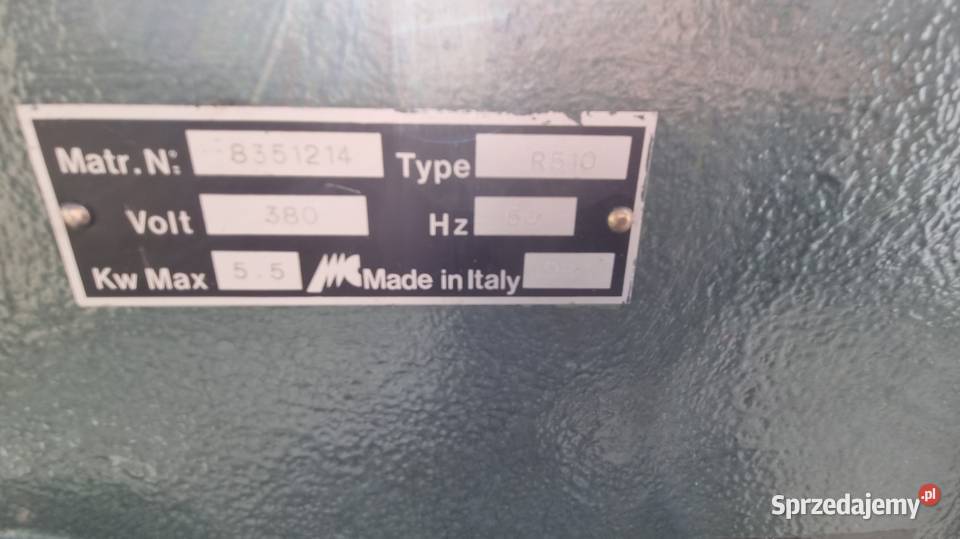 Matr. N: 8351214 Type R510
Volt 380 Hz
Kw Max 5.5 Made in Italy
Sprzedajemy.pl